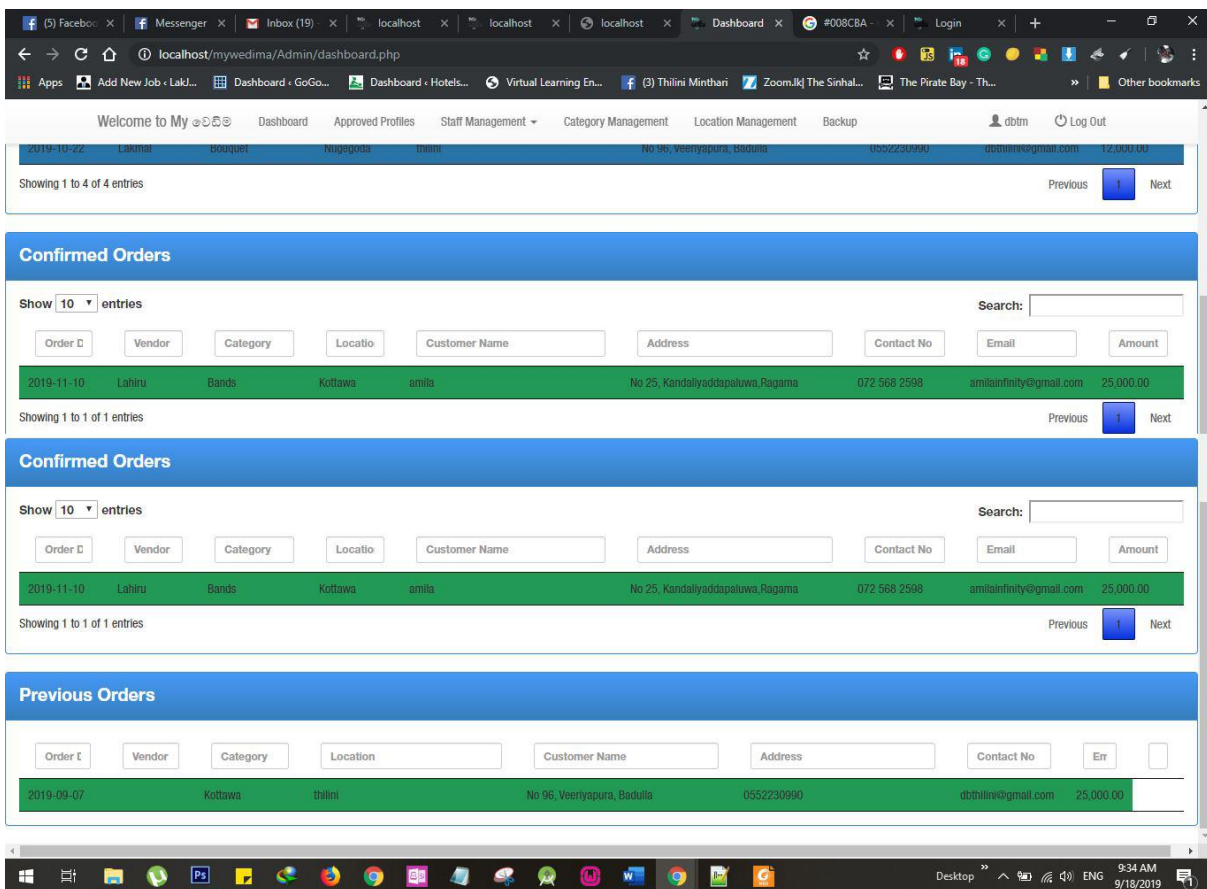 (5) Faceboo Messenger Inbox (19) localhost localhost localhost Dashboard #008CBA - Login
localhost/mywedima/Admin/dashboard.php
Apps Add New Job ‹ LakJ... Dashboard ‹ GoGo... Dashboard ‹ Hotels... Virtual Learning En... (3) Thilini Minthari Zoom.lk| The Sinhal... The Pirate Bay - Th... » Other bookmarks
Welcome to My වෙඩිම Dashboard Approved Profiles Staff Management Category Management Location Management Backup dbtm Log Out
2019-10-22 Lakmal Bouquet Nugegoda thilini No 96, Veeriyapura, Badulla 0552230990 dbthilini@gmail.com 12,000.00
Showing 1 to 4 of 4 entries Previous 1 Next
Confirmed Orders
Show 10 entries Search:
Order D Vendor Category Locatio Customer Name Address Contact No Email Amount
2019-11-10 Lahiru Bands Kottawa amila No 25, Kandaliyaddapaluwa,Ragama 072 568 2598 amilainfinity@gmail.com 25,000.00
Showing 1 to 1 of 1 entries Previous 1 Next
Confirmed Orders
Show 10 entries Search:
Order D Vendor Category Locatio Customer Name Address Contact No Email Amount
2019-11-10 Lahiru Bands Kottawa amila No 25, Kandaliyaddapaluwa,Ragama 072 568 2598 amilainfinity@gmail.com 25,000.00
Showing 1 to 1 of 1 entries Previous 1 Next
Previous Orders
Order D Vendor Category Location Customer Name Address Contact No Em
2019-09-07 Kottawa thilini No 96, Veeriyapura, Badulla 0552230990 dbthilini@gmail.com 25,000.00
Desktop » ENG 9:34 AM
9/18/2019